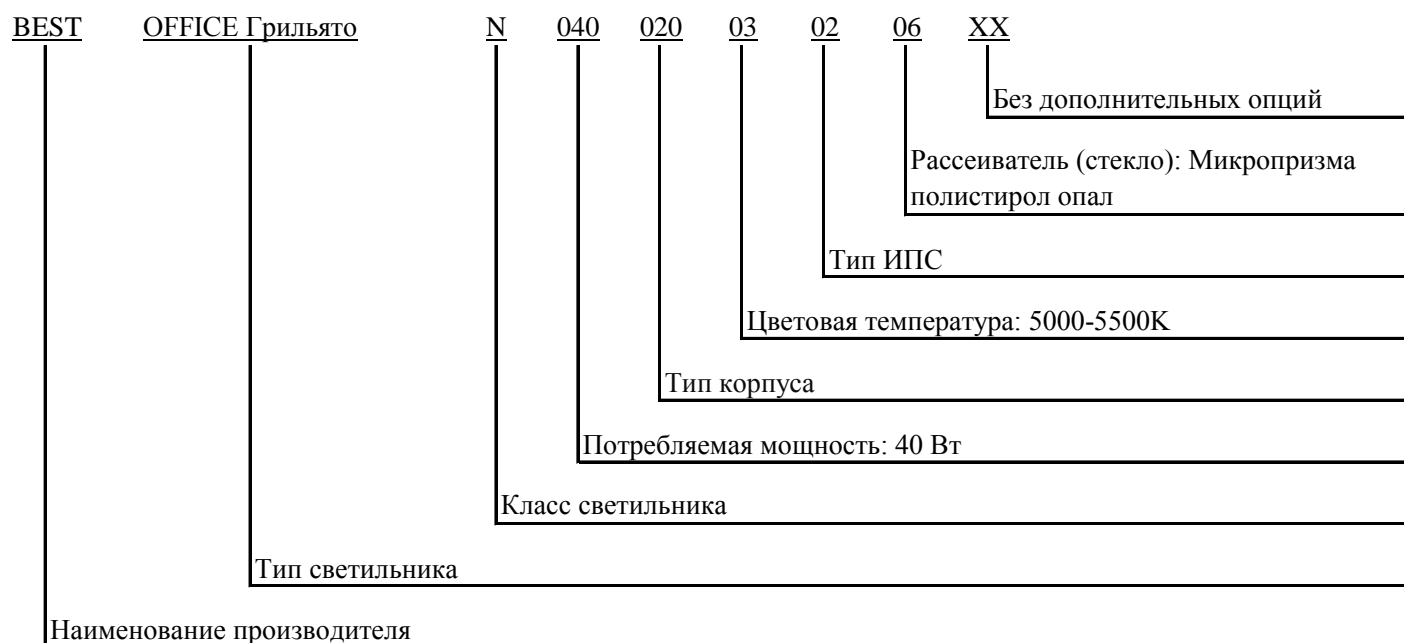 BEST OFFICE Грильято N 040 020 03 02 06 XX
Без дополнительных опций
Рассеиватель (стекло): Микропризма
полистирол опал
Тип ИПС
Цветовая температура: 5000-5500K
Тип корпуса
Потребляемая мощность: 40 Вт
Класс светильника
Тип светильника
Наименование производителя